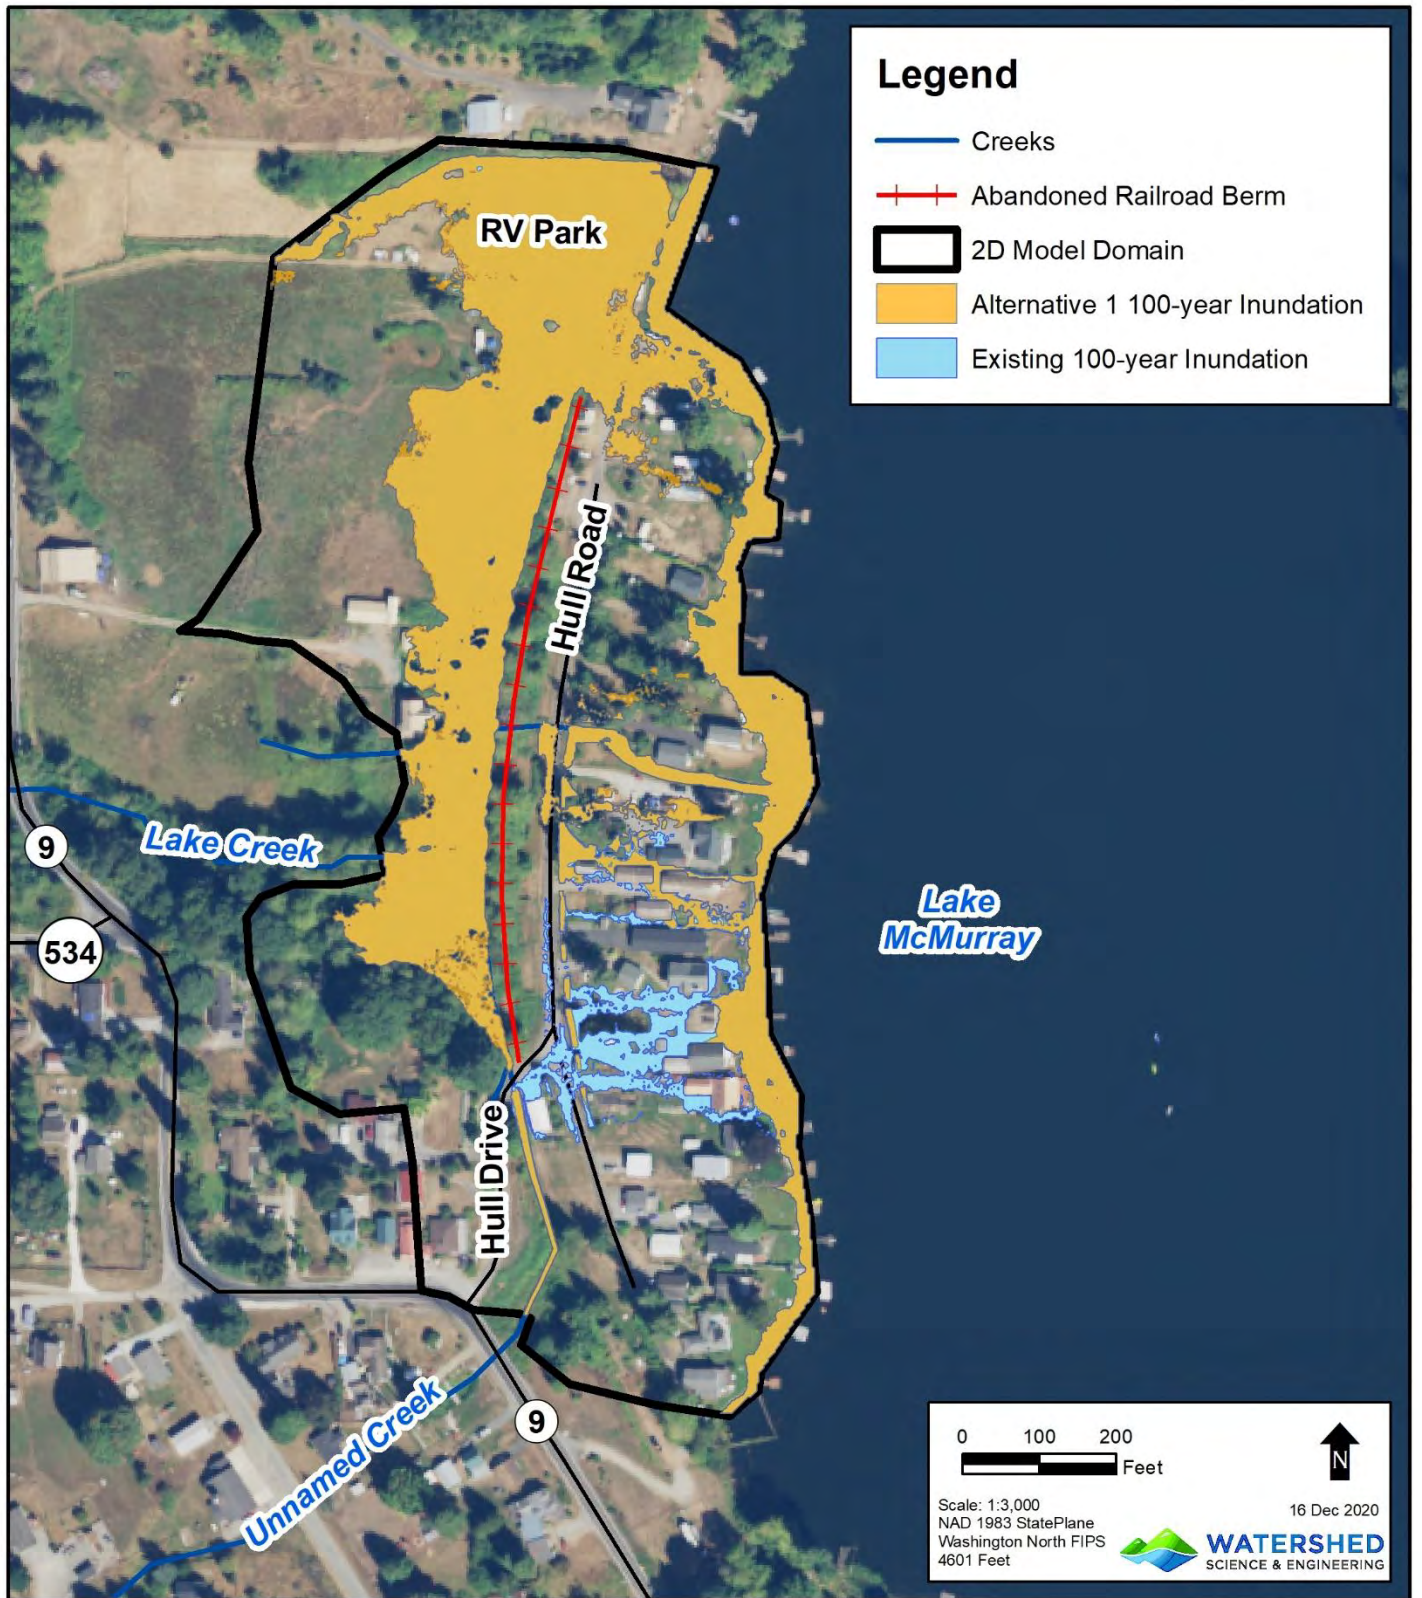 Legend
Creeks
Abandoned Railroad Berm
2D Model Domain
Alternative 1 100-year Inundation
Existing 100-year Inundation
RV Park
Hull Road
Lake Creek
9
534
Lake
McMurray
Hull Drive
Unnamed Creek
9
0 100 200
Feet
N
Scale: 1:3,000
NAD 1983 StatePlane
Washington North FIPS
4601 Feet
16 Dec 2020
WATERSHED
SCIENCE & ENGINEERING